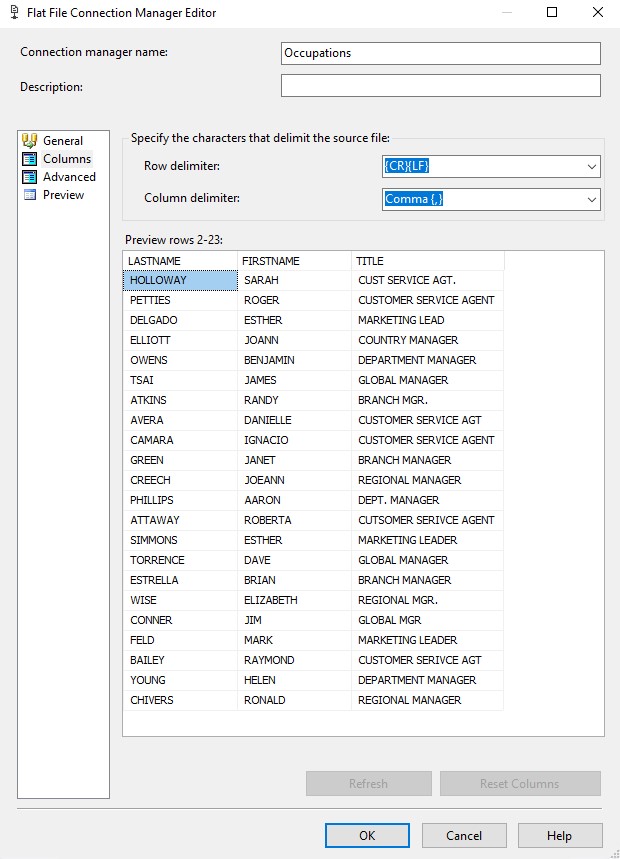 Flat File Connection Manager Editor
Connection manager name: Occupations
Description:
General
Columns
Advanced
Preview
Specify the characters that delimit the source file:
Row delimiter: {CR}{LF}
Column delimiter: Comma {,}
Preview rows 2-23:
LASTNAME FIRSTNAME TITLE
HOLLOWAY SARAH CUST SERVICE AGT.
PETTIES ROGER CUSTOMER SERVICE AGENT
DELGADO ESTHER MARKETING LEAD
ELLIOTT JOANN COUNTRY MANAGER
OWENS BENJAMIN DEPARTMENT MANAGER
TSAI JAMES GLOBAL MANAGER
ATKINS RANDY BRANCH MGR.
AVERA DANIELLE CUSTOMER SERVICE AGT
CAMARA IGNACIO CUSTOMER SERVICE AGENT
GREEN JANET BRANCH MANAGER
CREECH JOEANN REGIONAL MANAGER
PHILLIPS AARON DEPT. MANAGER
ATTAWAY ROBERTA CUTSOMER SERIVCE AGENT
SIMMONS ESTHER MARKETING LEADER
TORRENCE DAVE GLOBAL MANAGER
ESTRELLA BRIAN BRANCH MANAGER
WISE ELIZABETH REGIONAL MGR.
CONNER JIM GLOBAL MGR
FELD MARK MARKETING LEADER
BAILEY RAYMOND CUSTOMER SERIVCE AGT
YOUNG HELEN DEPARTMENT MANAGER
CHIVERS RONALD REGIONAL MANAGER
Refresh Reset Columns
OK Cancel Help